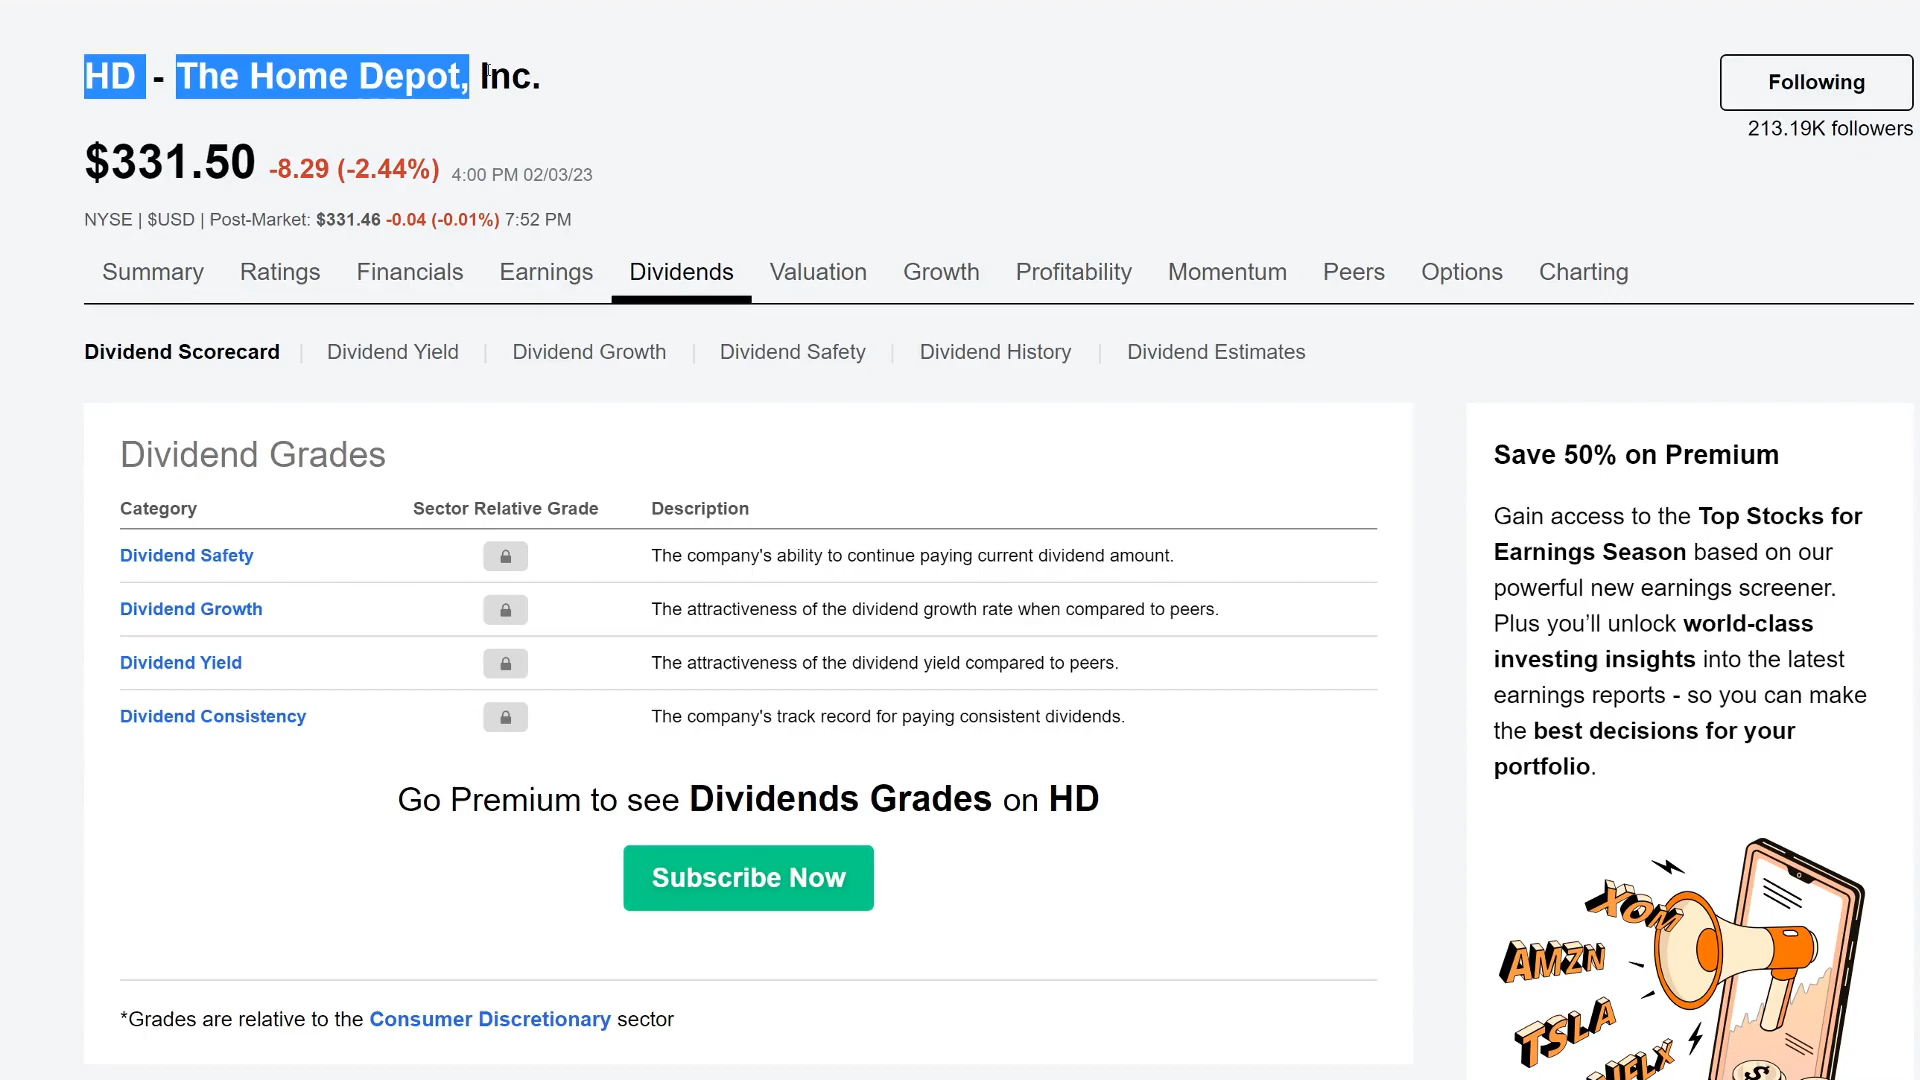 HD - The Home Depot, Inc.
Following
213.19K followers
$331.50 -8.29 (-2.44%) 4:00 PM 02/03/23
NYSE | $USD | Post-Market: $331.46 -0.04 (-0.01%) 7:52 PM
Summary Ratings Financials Earnings Dividends Valuation Growth Profitability Momentum Peers Options Charting
Dividend Scorecard | Dividend Yield | Dividend Growth | Dividend Safety | Dividend History | Dividend Estimates
Dividend Grades
Category Sector Relative Grade Description
Dividend Safety The company's ability to continue paying current dividend amount.
Dividend Growth The attractiveness of the dividend growth rate when compared to peers.
Dividend Yield The attractiveness of the dividend yield compared to peers.
Dividend Consistency The company's track record for paying consistent dividends.
Go Premium to see Dividends Grades on HD
Subscribe Now
*Grades are relative to the Consumer Discretionary sector
Save 50% on Premium
Gain access to the Top Stocks for
Earnings Season based on our
powerful new earnings screener.
Plus you’ll unlock world-class
investing insights into the latest
earnings reports - so you can make
the best decisions for your
portfolio.
XOM
AMZN
TSLA
$